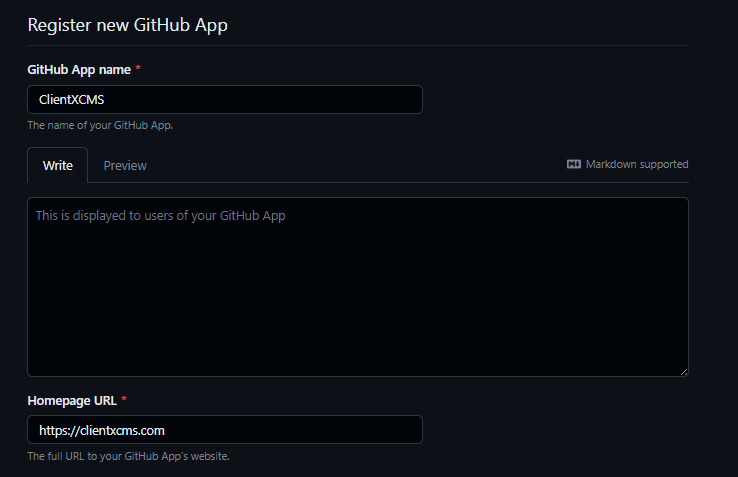 Register new GitHub App
GitHub App name *
ClientXCMS
The name of your GitHub App.
Write Preview Markdown supported
This is displayed to users of your GitHub App
Homepage URL *
https://clientxcms.com
The full URL to your GitHub App's website.